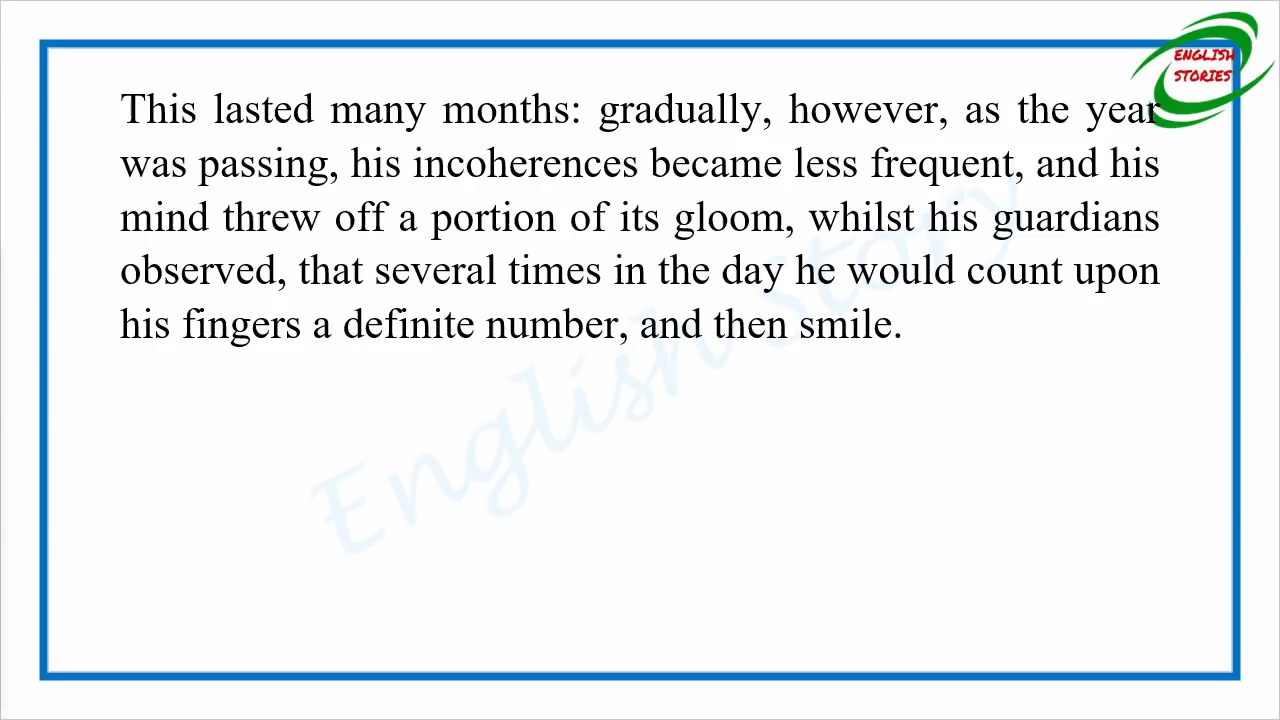 ENGLISH
STORIES
This lasted many months: gradually, however, as the year
was passing, his incoherences became less frequent, and his
mind threw off a portion of its gloom, whilst his guardians
observed, that several times in the day he would count upon
his fingers a definite number, and then smile.
English Story